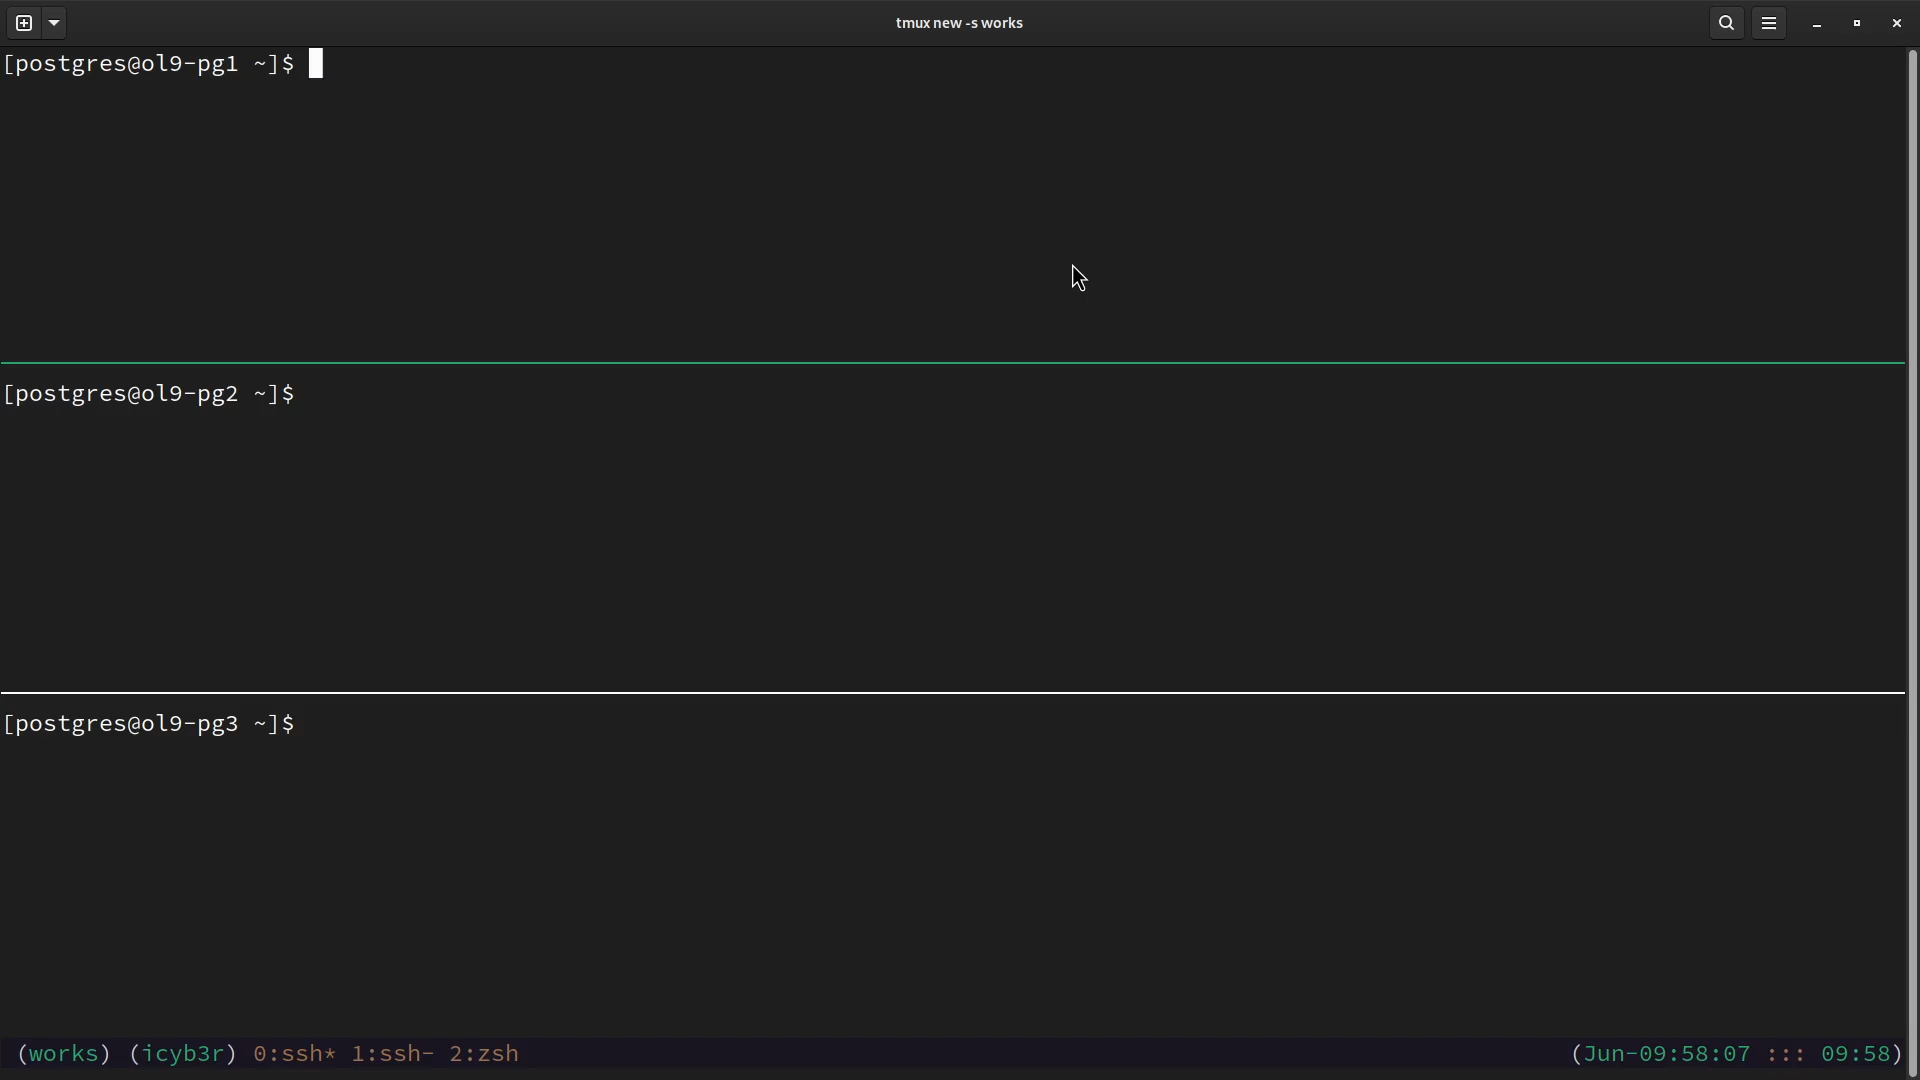 tmux new -s works
[postgres@ol9-pg1 ~]$
[postgres@ol9-pg2 ~]$
[postgres@ol9-pg3 ~]$
(works) (icyb3r) 0:ssh* 1:ssh- 2:zsh (Jun-09:58:07 ::: 09:58)